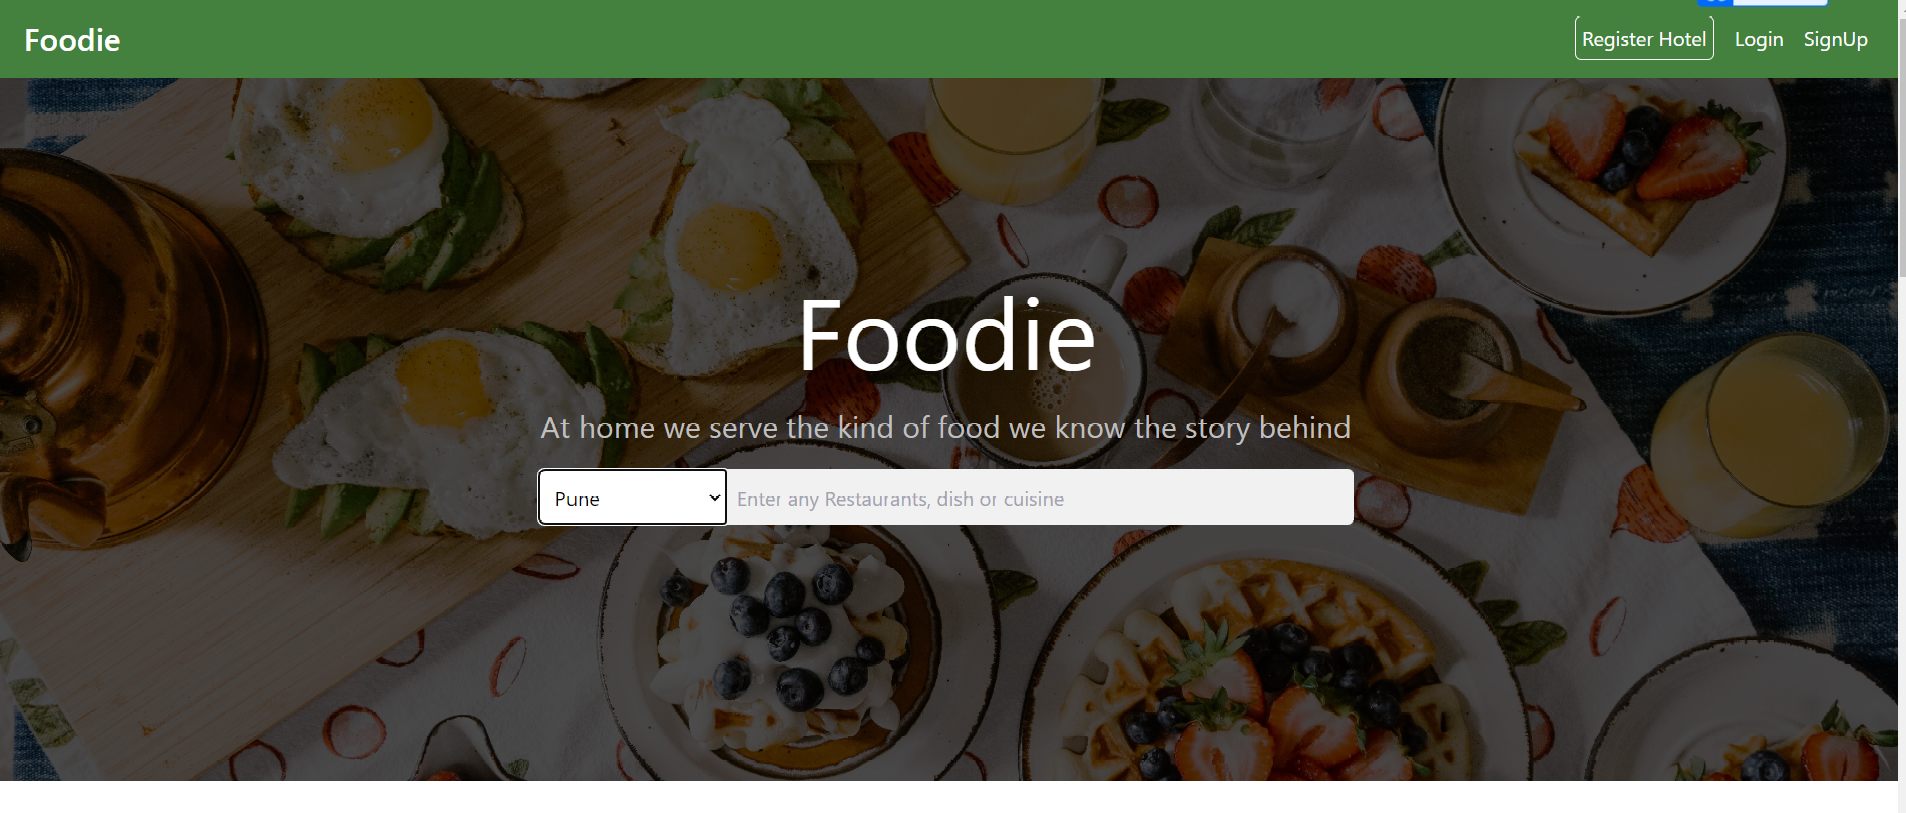 Foodie
Register Hotel
Login
SignUp
Foodie
At home we serve the kind of food we know the story behind
Pune
Enter any Restaurants, dish or cuisine